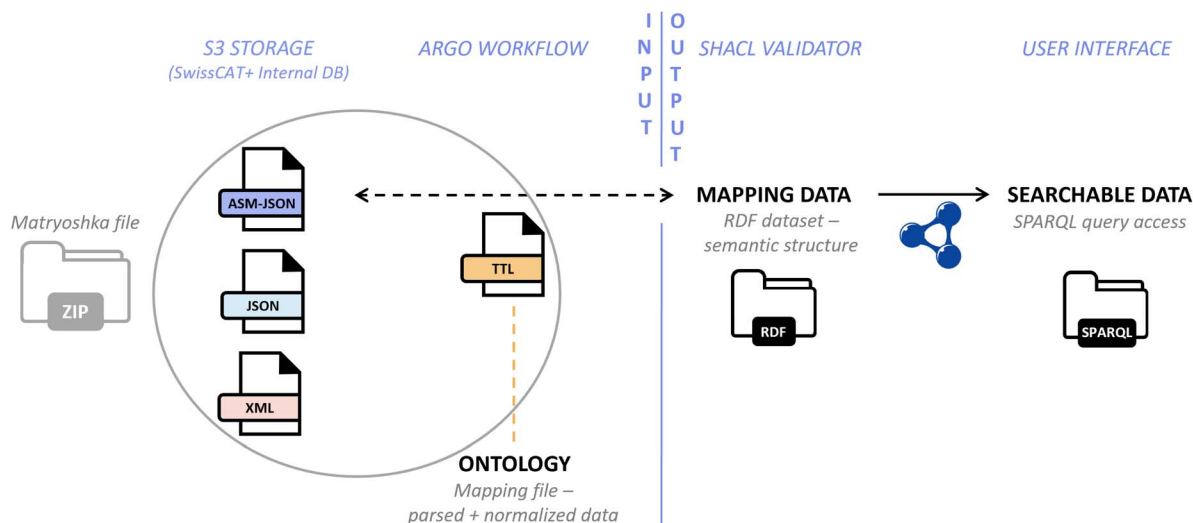 S3 STORAGE
(SwissCAT+ Internal DB)
ARGO WORKFLOW
INPUT
OUTPUT
SHACL VALIDATOR
USER INTERFACE
Matryoshka file
ZIP
ASM-JSON
JSON
XML
TTL
ONTOLOGY
Mapping file –
parsed + normalized data
MAPPING DATA
RDF dataset –
semantic structure
RDF
SEARCHABLE DATA
SPARQL query access
SPARQL